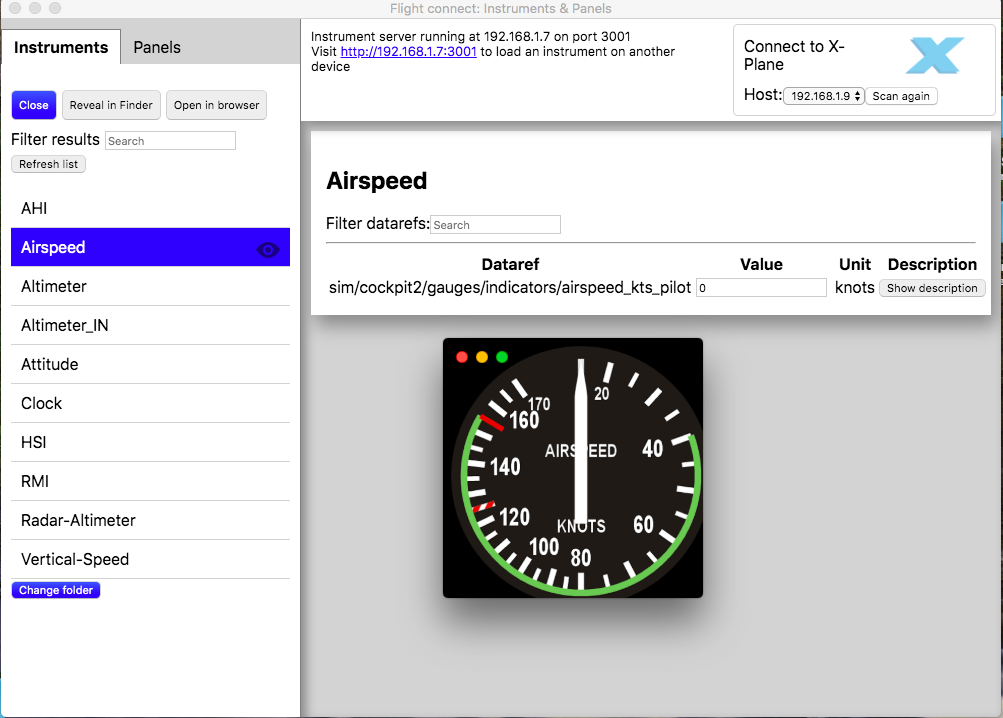 Flight connect: Instruments & Panels
Instruments
Panels
Close
Reveal in Finder
Open in browser
Filter results
Search
Refresh list
AHI
Airspeed
Altimeter
Altimeter_IN
Attitude
Clock
HSI
RMI
Radar-Altimeter
Vertical-Speed
Change folder
Instrument server running at 192.168.1.7 on port 3001
Visit http://192.168.1.7:3001 to load an instrument on another
device
Connect to X-
Plane
X
Host:
192.168.1.9
Scan again
Airspeed
Filter datarefs:
Search
Dataref Value Unit Description
sim/cockpit2/gauges/indicators/airspeed_kts_pilot 0 knots Show description
20
40
60
80
100
120
140
160
170
AIRSPEED
KNOTS